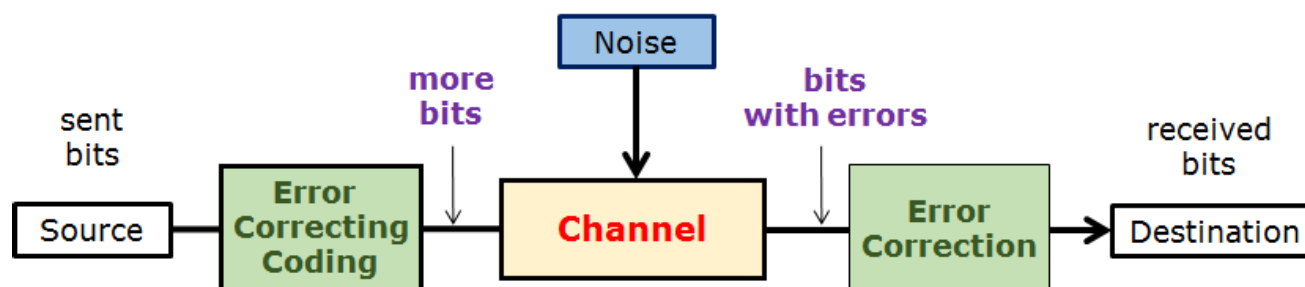 Noise
more
bits
bits
with errors
sent
bits
received
bits
Source
Error
Correcting
Coding
Channel
Error
Correction
Destination